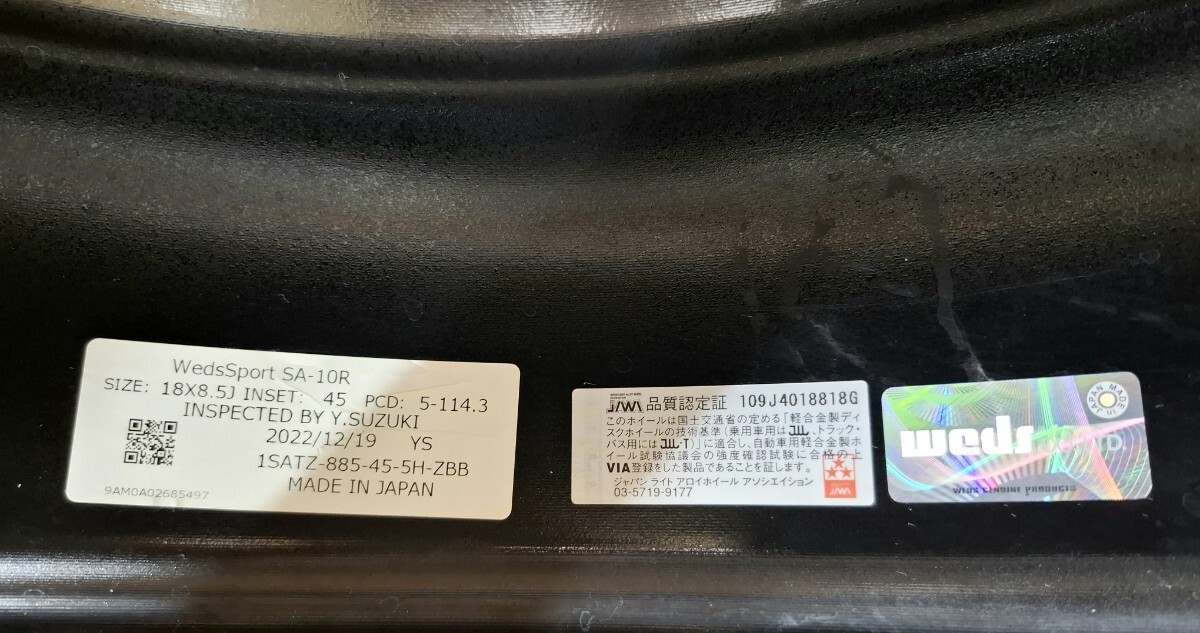 WedsSport SA-10R
SIZE: 18X8.5J INSET: 45 PCD: 5-114.3
INSPECTED BY Y.SUZUKI
2022/12/19 YS
1SATZ-885-45-5H-ZBB
MADE IN JAPAN
9AM0A02685497
JAWA 品質認定証 109J4018818G
このホイールは国土交通省の定める「軽合金製ディ
スクホイールの技術基準(乗用車用はJWL、トラック・
バス用にはJWL-T)」に適合し、自動車用軽合金製ホ
イール試験協議会の強度確認試験に合格の上
VIA登録をした製品であることを証します。
ジャパン ライト アロイホイール アソシエイション
03-5719-9177
JAWA
JAPAN MADE
weds
WEDS GENUINE PRODUCTS